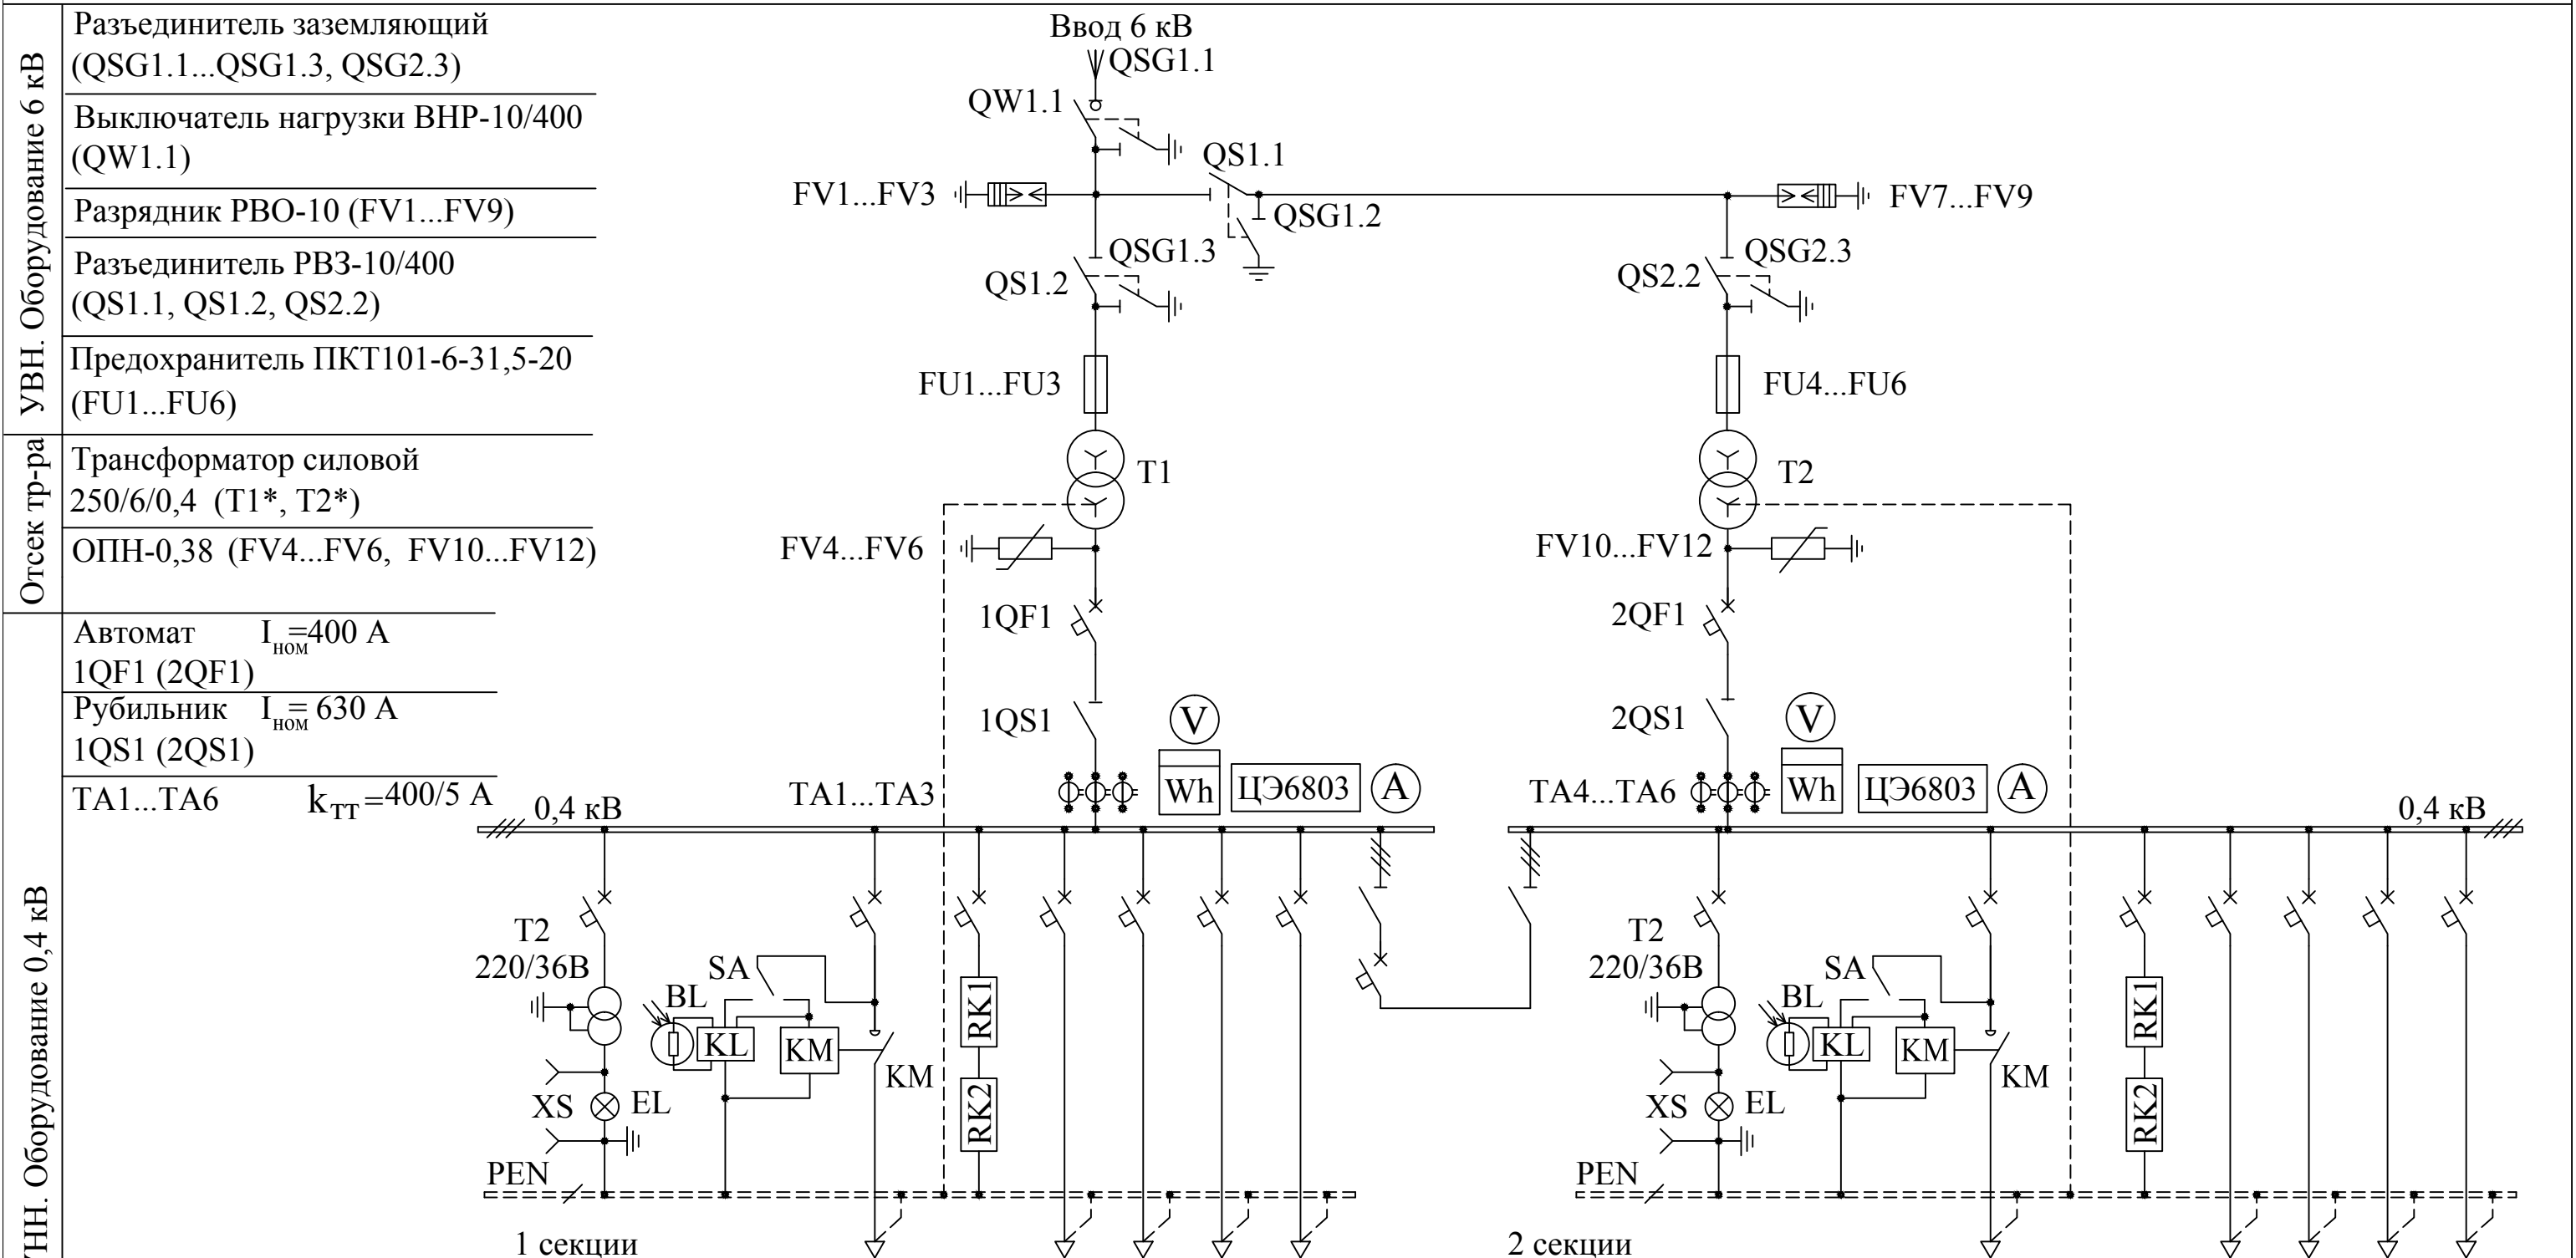 УВН. Оборудование 6 кВ
Разъединитель заземляющий
(QSG1.1...QSG1.3, QSG2.3)
Выключатель нагрузки ВНР-10/400
(QW1.1)
Разрядник РВО-10 (FV1...FV9)
Разъединитель РВЗ-10/400
(QS1.1, QS1.2, QS2.2)
Предохранитель ПКТ101-6-31,5-20
(FU1...FU6)
Отсек тр-ра
Трансформатор силовой
250/6/0,4 (Т1*, Т2*)
ОПН-0,38 (FV4...FV6, FV10...FV12)
УНН. Оборудование 0,4 кВ
Автомат Iном=400 А
1QF1 (2QF1)
Рубильник Iном= 630 А
1QS1 (2QS1)
ТА1...ТА6 kТТ=400/5 А
Ввод 6 кВ
QSG1.1
QW1.1
QS1.1
FV1...FV3
FV7...FV9
QSG1.2
QSG1.3
QSG2.3
QS1.2
QS2.2
FU1...FU3
FU4...FU6
T1
T2
FV4...FV6
FV10...FV12
1QF1
2QF1
1QS1
V
2QS1
V
TA1...TA3
Wh
ЦЭ6803
A
TA4...TA6
Wh
ЦЭ6803
A
0,4 кВ
0,4 кВ
T2
220/36В
SA
BL
KL
KM
KM
RK1
RK2
XS
EL
PEN
1 секции
T2
220/36В
SA
BL
KL
KM
KM
RK1
RK2
XS
EL
PEN
2 секции